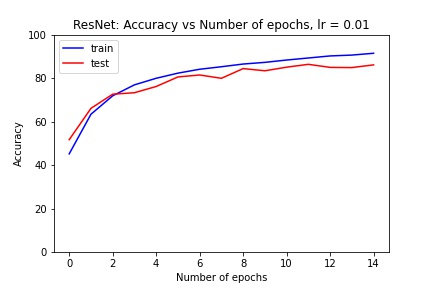 ResNet: Accuracy vs Number of epochs, lr = 0.01
100
80
60
40
20
0
Accuracy
train
test
0 2 4 6 8 10 12 14
Number of epochs